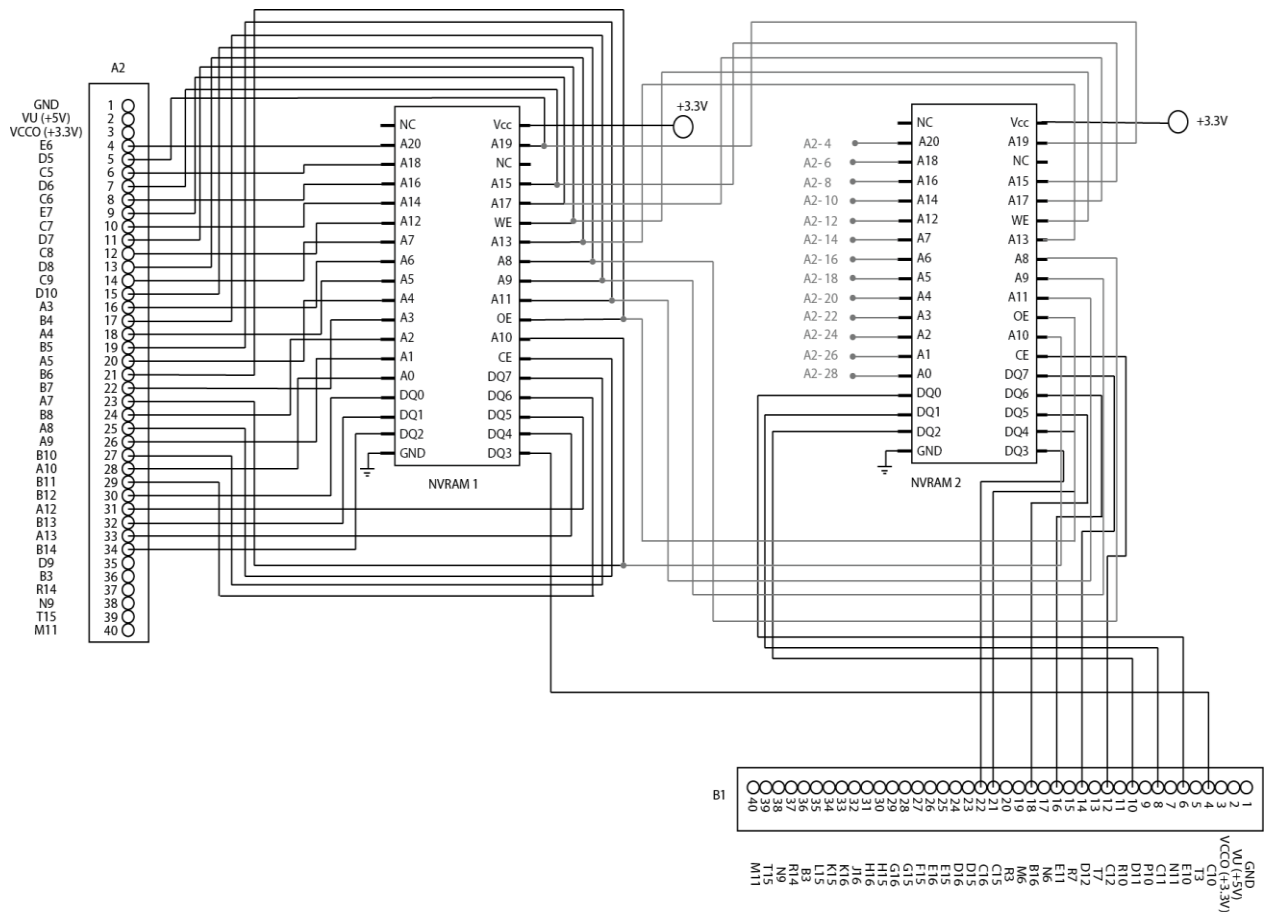 A2
GND 1
VU (+5V) 2
VCCO (+3.3V) 3
E6 4
D5 5
C5 6
D6 7
C6 8
E7 9
C7 10
D7 11
C8 12
D8 13
C9 14
D10 15
A3 16
B4 17
A4 18
B5 19
A5 20
B6 21
B7 22
A7 23
B8 24
A8 25
A9 26
B10 27
A10 28
B11 29
B12 30
A12 31
B13 32
A13 33
B14 34
D9 35
B3 36
R14 37
N9 38
T15 39
M11 40
+3.3V
NC Vcc
A20 A19
A18 NC
A16 A15
A14 A17
A12 WE
A7 A13
A6 A8
A5 A9
A4 A11
A3 OE
A2 A10
A1 CE
A0 DQ7
DQ0 DQ6
DQ1 DQ5
DQ2 DQ4
GND DQ3
NVRAM 1
+3.3V
NC Vcc
A2- 4 A20 A19
A2- 6 A18 NC
A2- 8 A16 A15
A2- 10 A14 A17
A2- 12 A12 WE
A2- 14 A7 A13
A2- 16 A6 A8
A2- 18 A5 A9
A2- 20 A4 A11
A2- 22 A3 OE
A2- 24 A2 A10
A2- 26 A1 CE
A2- 28 A0 DQ7
DQ0 DQ6
DQ1 DQ5
DQ2 DQ4
GND DQ3
NVRAM 2
B1
40 39 38 37 36 35 34 33 32 31 30 29 28 27 26 25 24 23 22 21 20 19 18 17 16 15 14 13 12 11 10 9 8 7 6 5 4 3 2 1
M11 T15 N9 R14 B3 L15 K15 K16 J16 H16 H15 G16 G15 F15 E16 E15 D16 D15 C16 C15 R3 M6 B16 N6 E11 R7 D12 T7 C12 R10 D11 P10 C11 N11 E10 T3 C10 VCCO (+3.3V) VU (+5V) GND